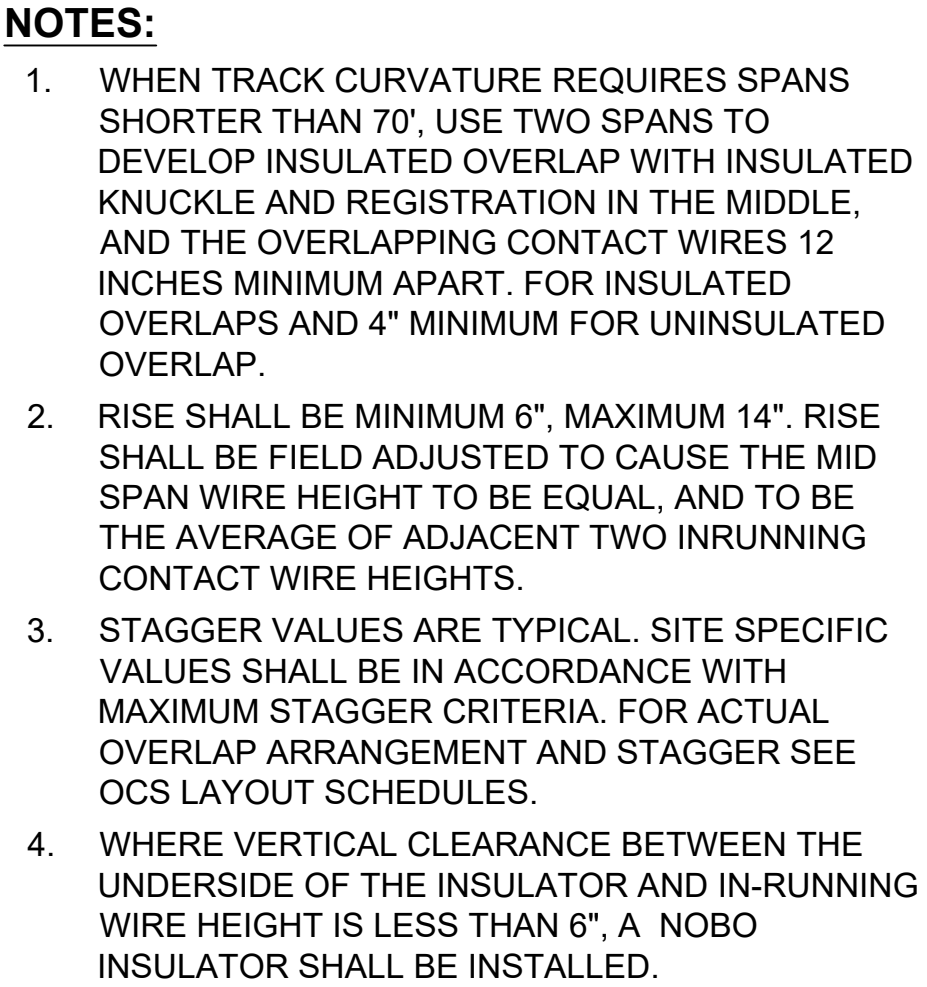 NOTES:
1. WHEN TRACK CURVATURE REQUIRES SPANS
SHORTER THAN 70', USE TWO SPANS TO
DEVELOP INSULATED OVERLAP WITH INSULATED
KNUCKLE AND REGISTRATION IN THE MIDDLE,
AND THE OVERLAPPING CONTACT WIRES 12
INCHES MINIMUM APART. FOR INSULATED
OVERLAPS AND 4" MINIMUM FOR UNINSULATED
OVERLAP.
2. RISE SHALL BE MINIMUM 6", MAXIMUM 14". RISE
SHALL BE FIELD ADJUSTED TO CAUSE THE MID
SPAN WIRE HEIGHT TO BE EQUAL, AND TO BE
THE AVERAGE OF ADJACENT TWO INRUNNING
CONTACT WIRE HEIGHTS.
3. STAGGER VALUES ARE TYPICAL. SITE SPECIFIC
VALUES SHALL BE IN ACCORDANCE WITH
MAXIMUM STAGGER CRITERIA. FOR ACTUAL
OVERLAP ARRANGEMENT AND STAGGER SEE
OCS LAYOUT SCHEDULES.
4. WHERE VERTICAL CLEARANCE BETWEEN THE
UNDERSIDE OF THE INSULATOR AND IN-RUNNING
WIRE HEIGHT IS LESS THAN 6", A NOBO
INSULATOR SHALL BE INSTALLED.